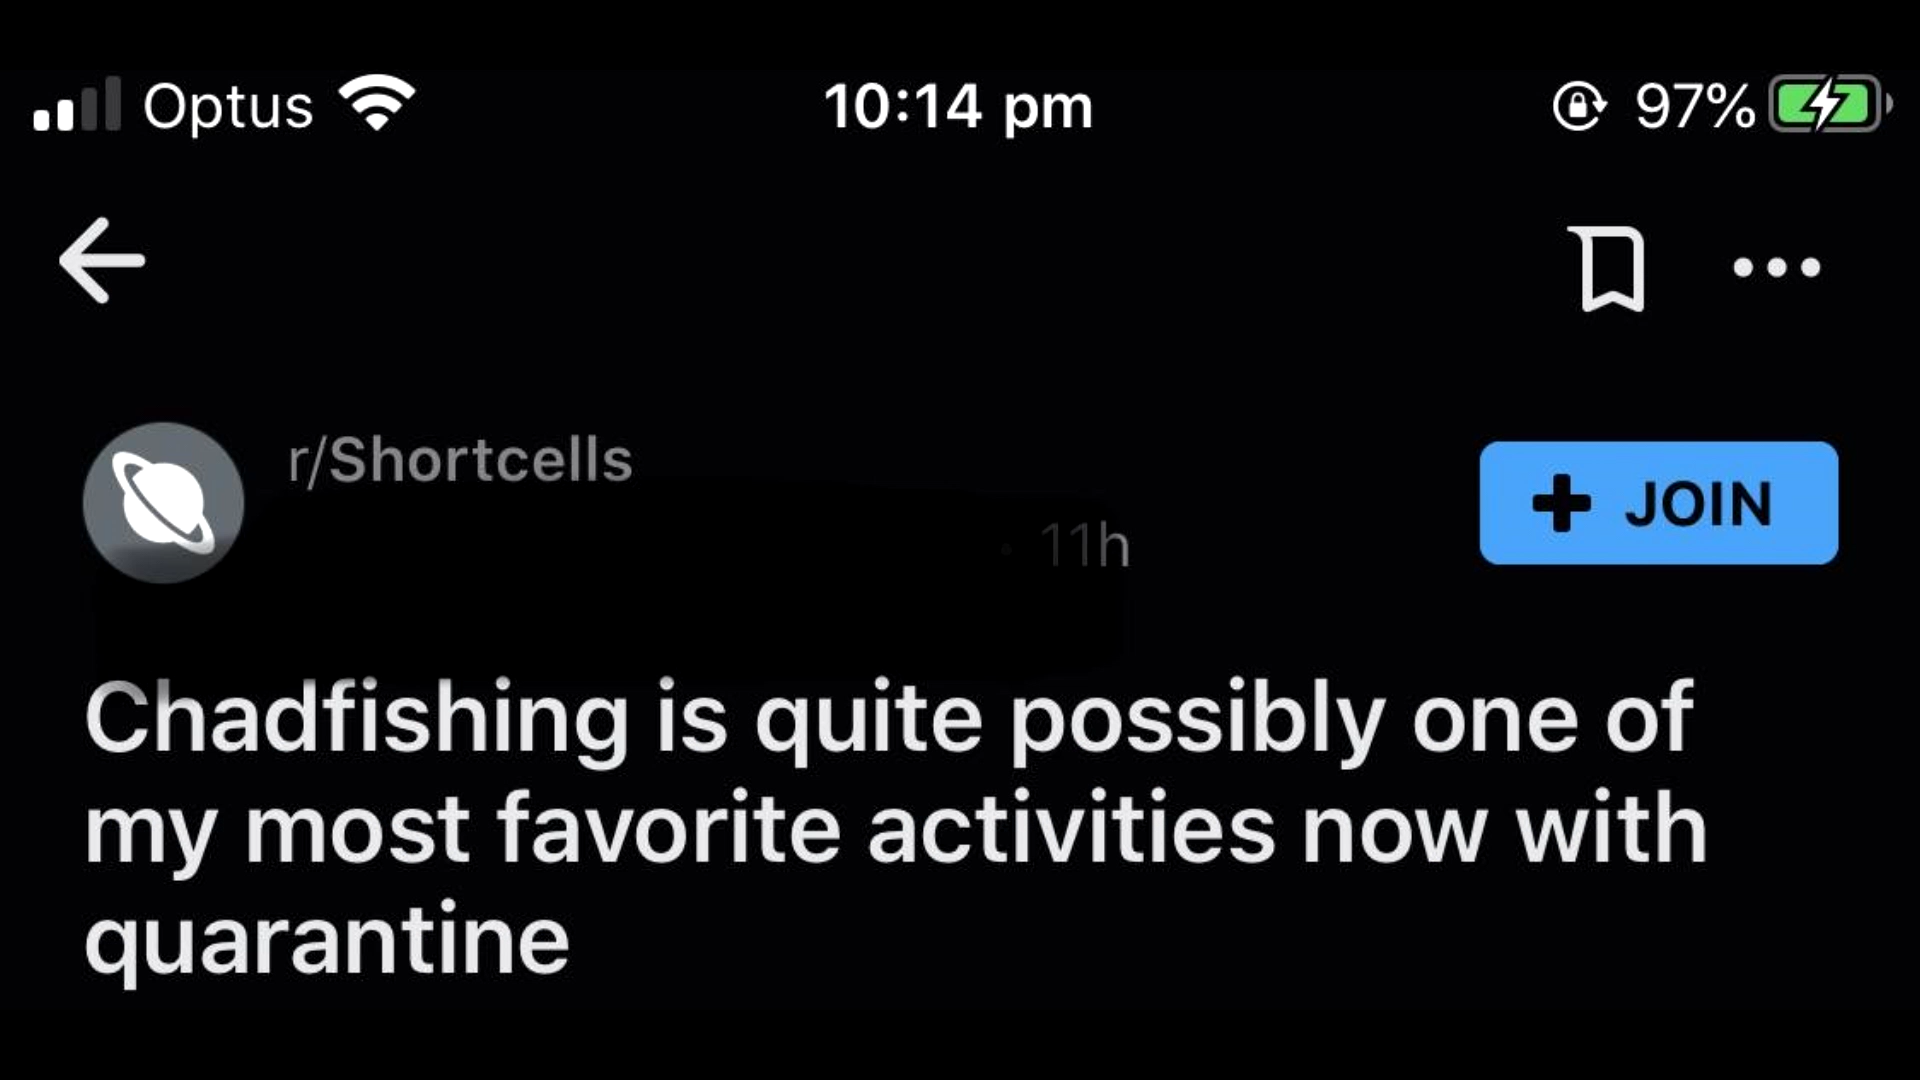 Optus 10:14 pm 97%
r/Shortcells
• 11h
JOIN
Chadfishing is quite possibly one of
my most favorite activities now with
quarantine